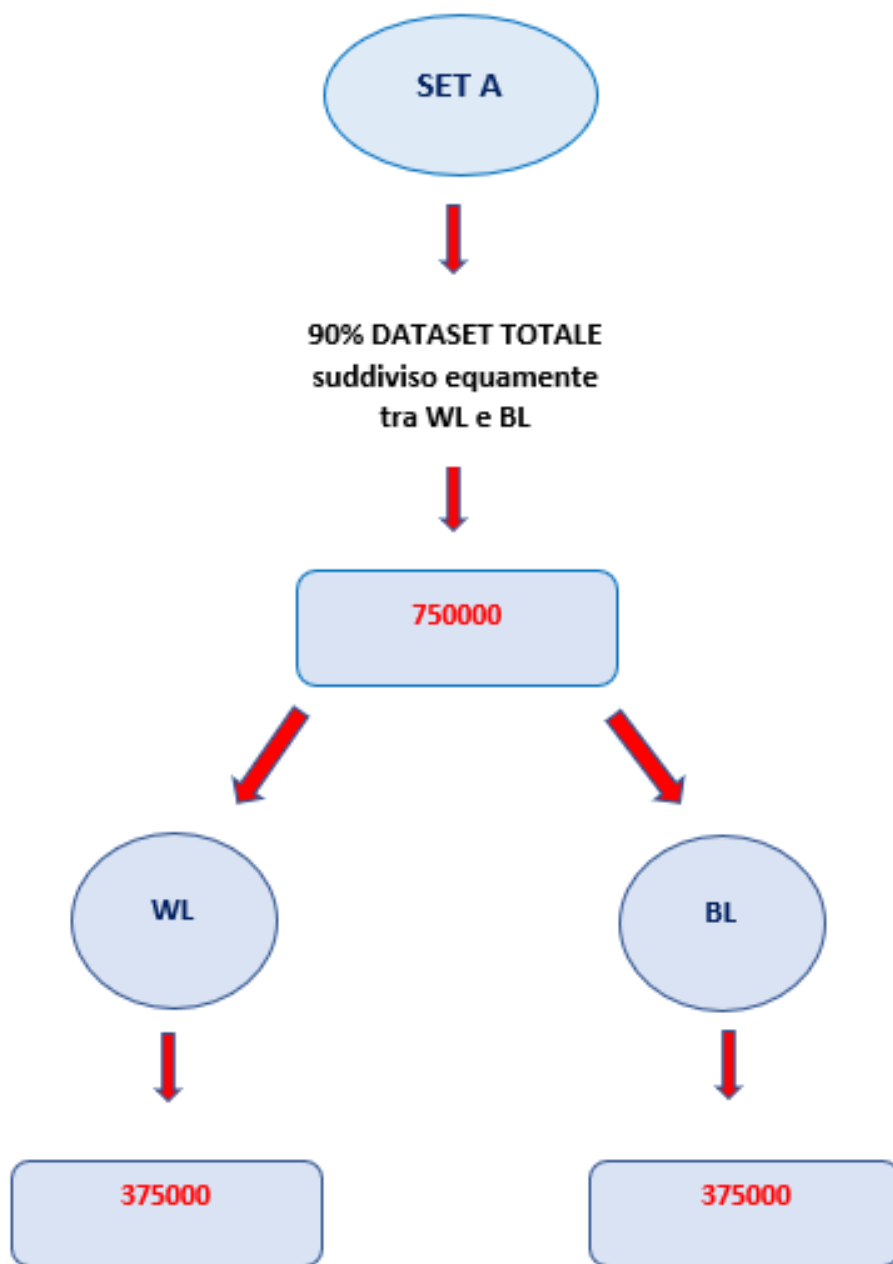 SET A
90% DATASET TOTALE
suddiviso equamente
tra WL e BL
750000
WL
BL
375000
375000